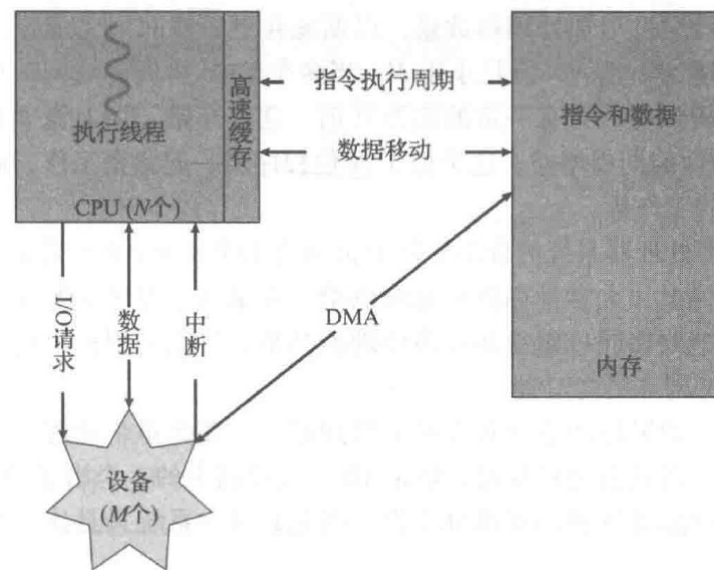 执行线程
高速缓存
CPU (N个)
指令执行周期
数据移动
指令和数据
内存
I/O请求
数据
中断
DMA
设备
(M个)